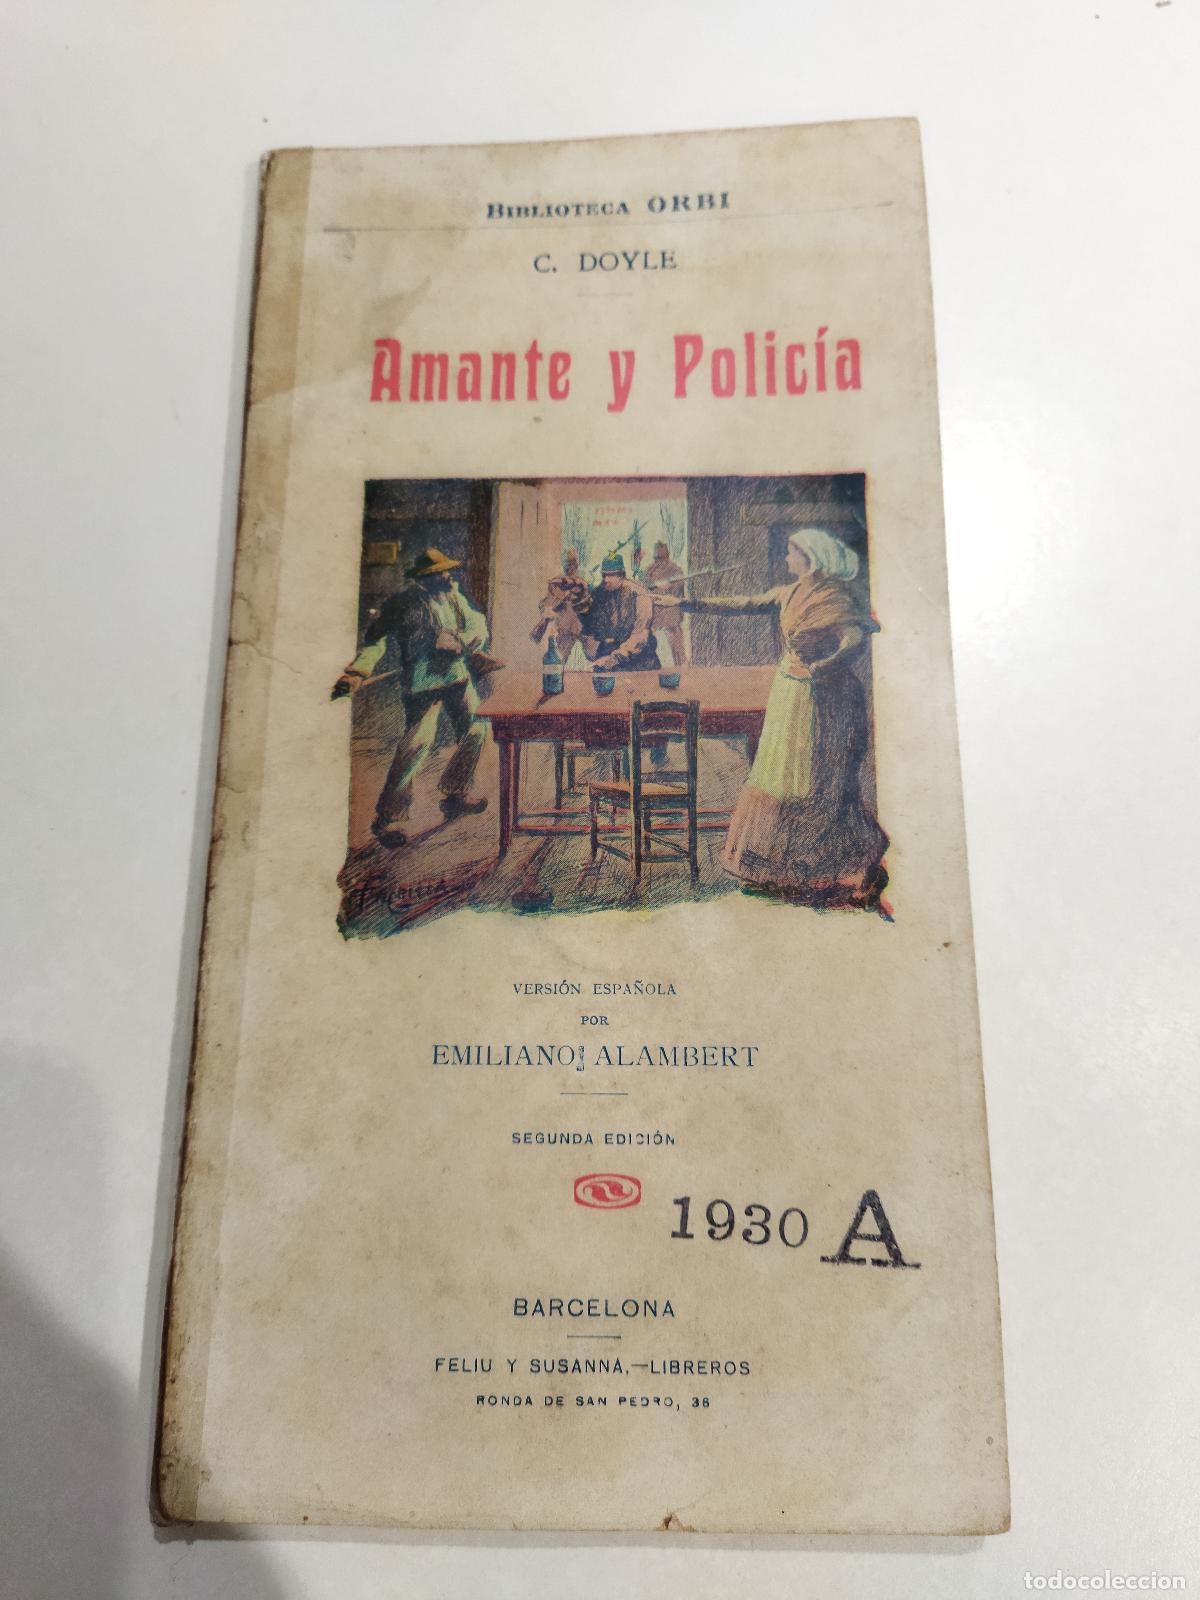 BIBLIOTECA ORBI
C. DOYLE
Amante y Policía
VERSIÓN ESPAÑOLA
POR
EMILIANO ALAMBERT
SEGUNDA EDICIÓN
1930 A
BARCELONA
FELIU Y SUSANNA,—LIBREROS
RONDA DE SAN PEDRO, 36
todocoleccion